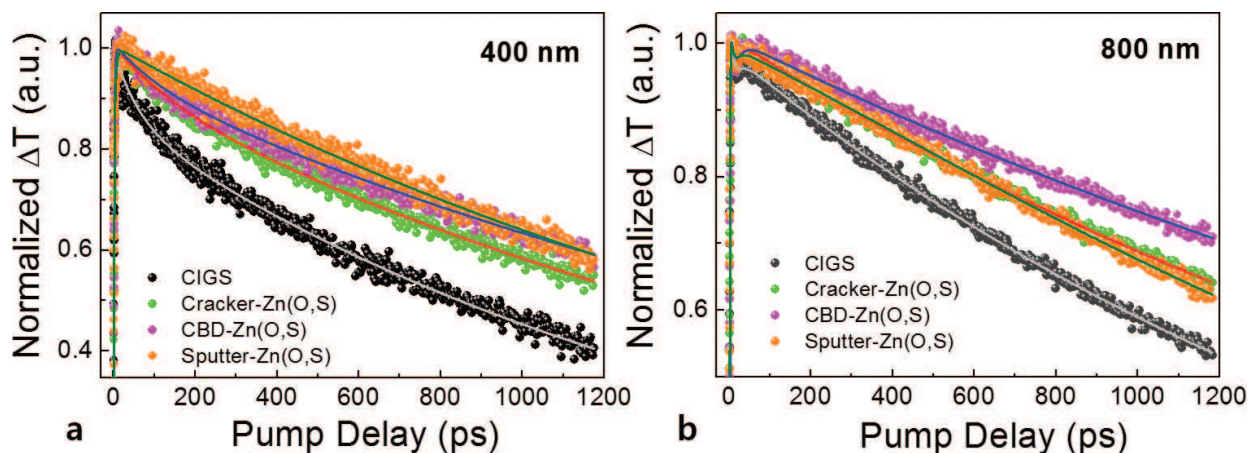 400 nm
Normalized ΔT (a.u.)
1.0
0.8
0.6
0.4
CIGS
Cracker-Zn(O,S)
CBD-Zn(O,S)
Sputter-Zn(O,S)
0 200 400 600 800 1000 1200
a Pump Delay (ps)
800 nm
Normalized ΔT (a.u.)
1.0
0.8
0.6
CIGS
Cracker-Zn(O,S)
CBD-Zn(O,S)
Sputter-Zn(O,S)
0 200 400 600 800 1000 1200
b Pump Delay (ps)